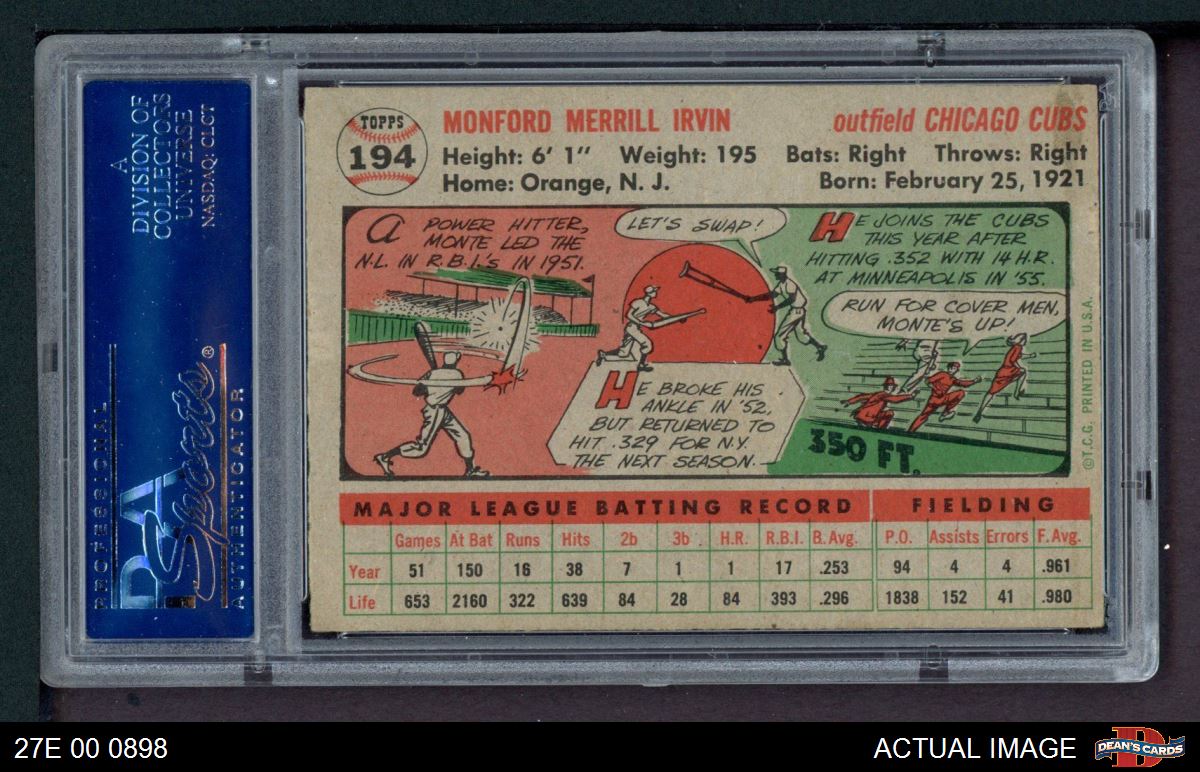 A
DIVISION OF
COLLECTORS
UNIVERSE
NASDAQ: CLCT
PROFESSIONAL
PSA
Sports®
AUTHENTICATOR
TOPPS
194
MONFORD MERRILL IRVIN
outfield CHICAGO CUBS
Height: 6' 1" Weight: 195 Bats: Right Throws: Right
Home: Orange, N. J. Born: February 25, 1921
A POWER HITTER,
MONTE LED THE
N.L. IN R.B.I.'S IN 1951.
LET'S SWAP!
HE BROKE HIS
ANKLE IN '52,
BUT RETURNED TO
HIT .329 FOR N.Y.
THE NEXT SEASON.
HE JOINS THE CUBS
THIS YEAR AFTER
HITTING .352 WITH 14 H.R.
AT MINNEAPOLIS IN '55.
RUN FOR COVER MEN,
MONTE'S UP!
350 FT.
©T.C.G. PRINTED IN U.S.A.
MAJOR LEAGUE BATTING RECORD FIELDING
Games At Bat Runs Hits 2b 3b H.R. R.B.I. B. Avg. P.O. Assists Errors F. Avg.
Year 51 150 16 38 7 1 1 17 .253 94 4 4 .961
Life 653 2160 322 639 84 28 84 393 .296 1838 152 41 .980
27E 00 0898
ACTUAL IMAGE
DEAN'S CARDS